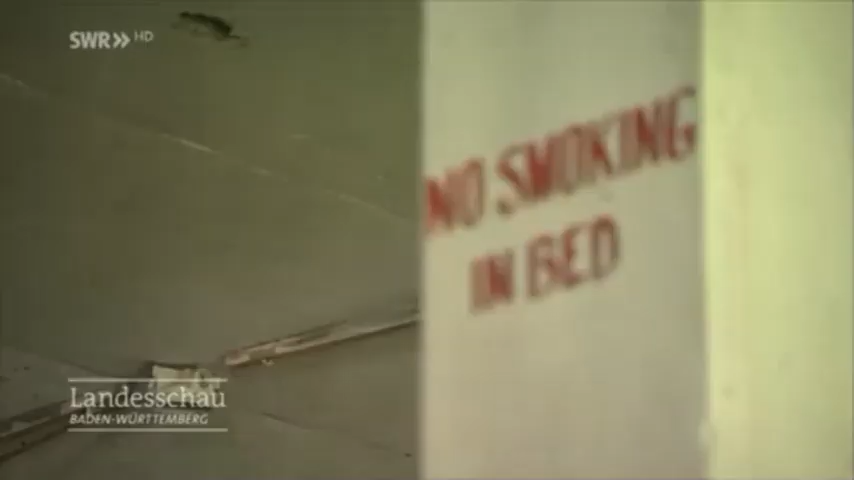 SWR» HD
NO SMOKING
IN BED
Landesschau
BADEN-WÜRTTEMBERG